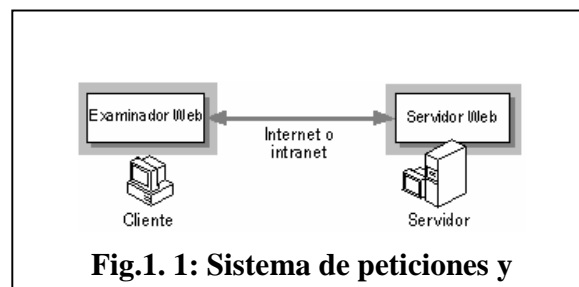 Examinador Web
Servidor Web
Internet o
intranet
Cliente
Servidor
Fig.1. 1: Sistema de peticiones y